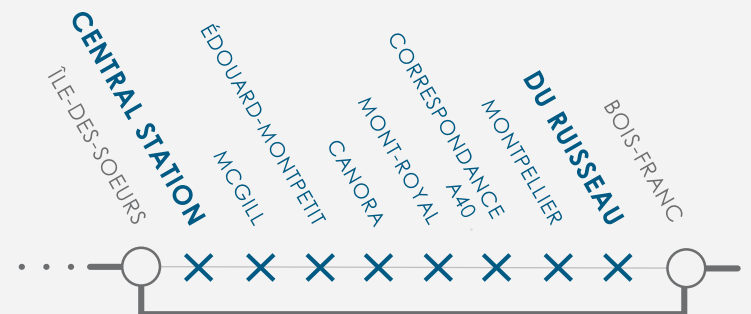 ÎLE-DES-SOEURS
CENTRAL STATION
MCGILL
ÉDOUARD-MONTPETIT
CANORA
MONT-ROYAL
CORRESPONDANCE
A40
MONTPELLIER
DU RUISSEAU
BOIS-FRANC